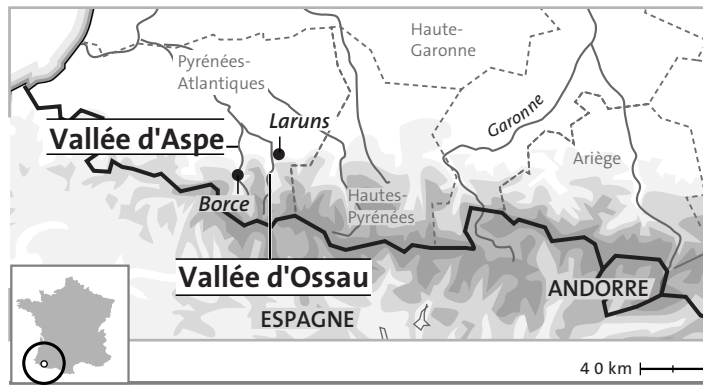 Haute-
Garonne
Pyrénées-
Atlantiques
Laruns
Garonne
Vallée d'Aspe
Ariège
Borce
Hautes-
Pyrénées
Vallée d'Ossau
ANDORRE
ESPAGNE
40 km